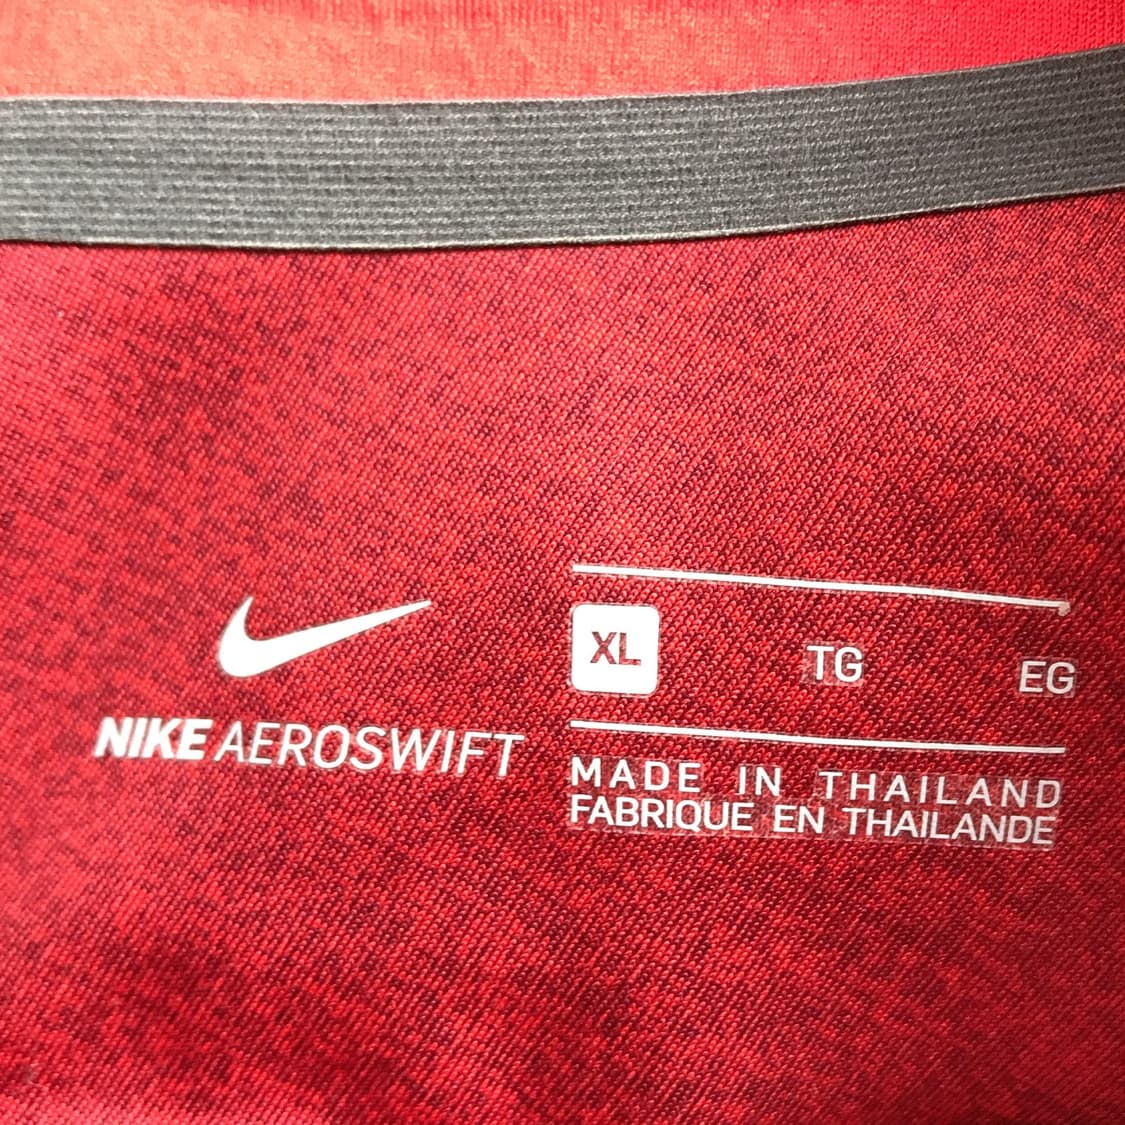 XL TG EG
NIKE AEROSWIFT
MADE IN THAILAND
FABRIQUE EN THAILANDE